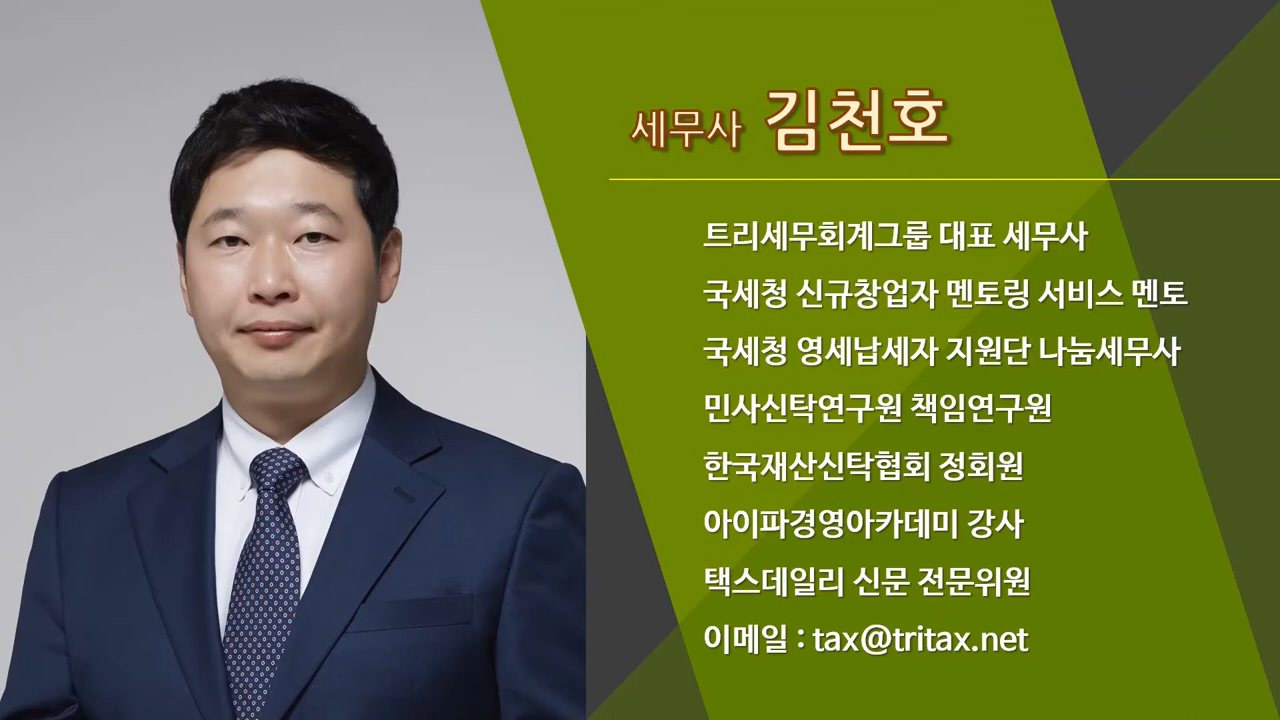 세무사 김천호
트리세무회계그룹 대표 세무사
국세청 신규창업자 멘토링 서비스 멘토
국세청 영세납세자 지원단 나눔세무사
민사신탁연구원 책임연구원
한국재산신탁협회 정회원
아이파경영아카데미 강사
택스데일리 신문 전문위원
이메일 : tax@tritax.net